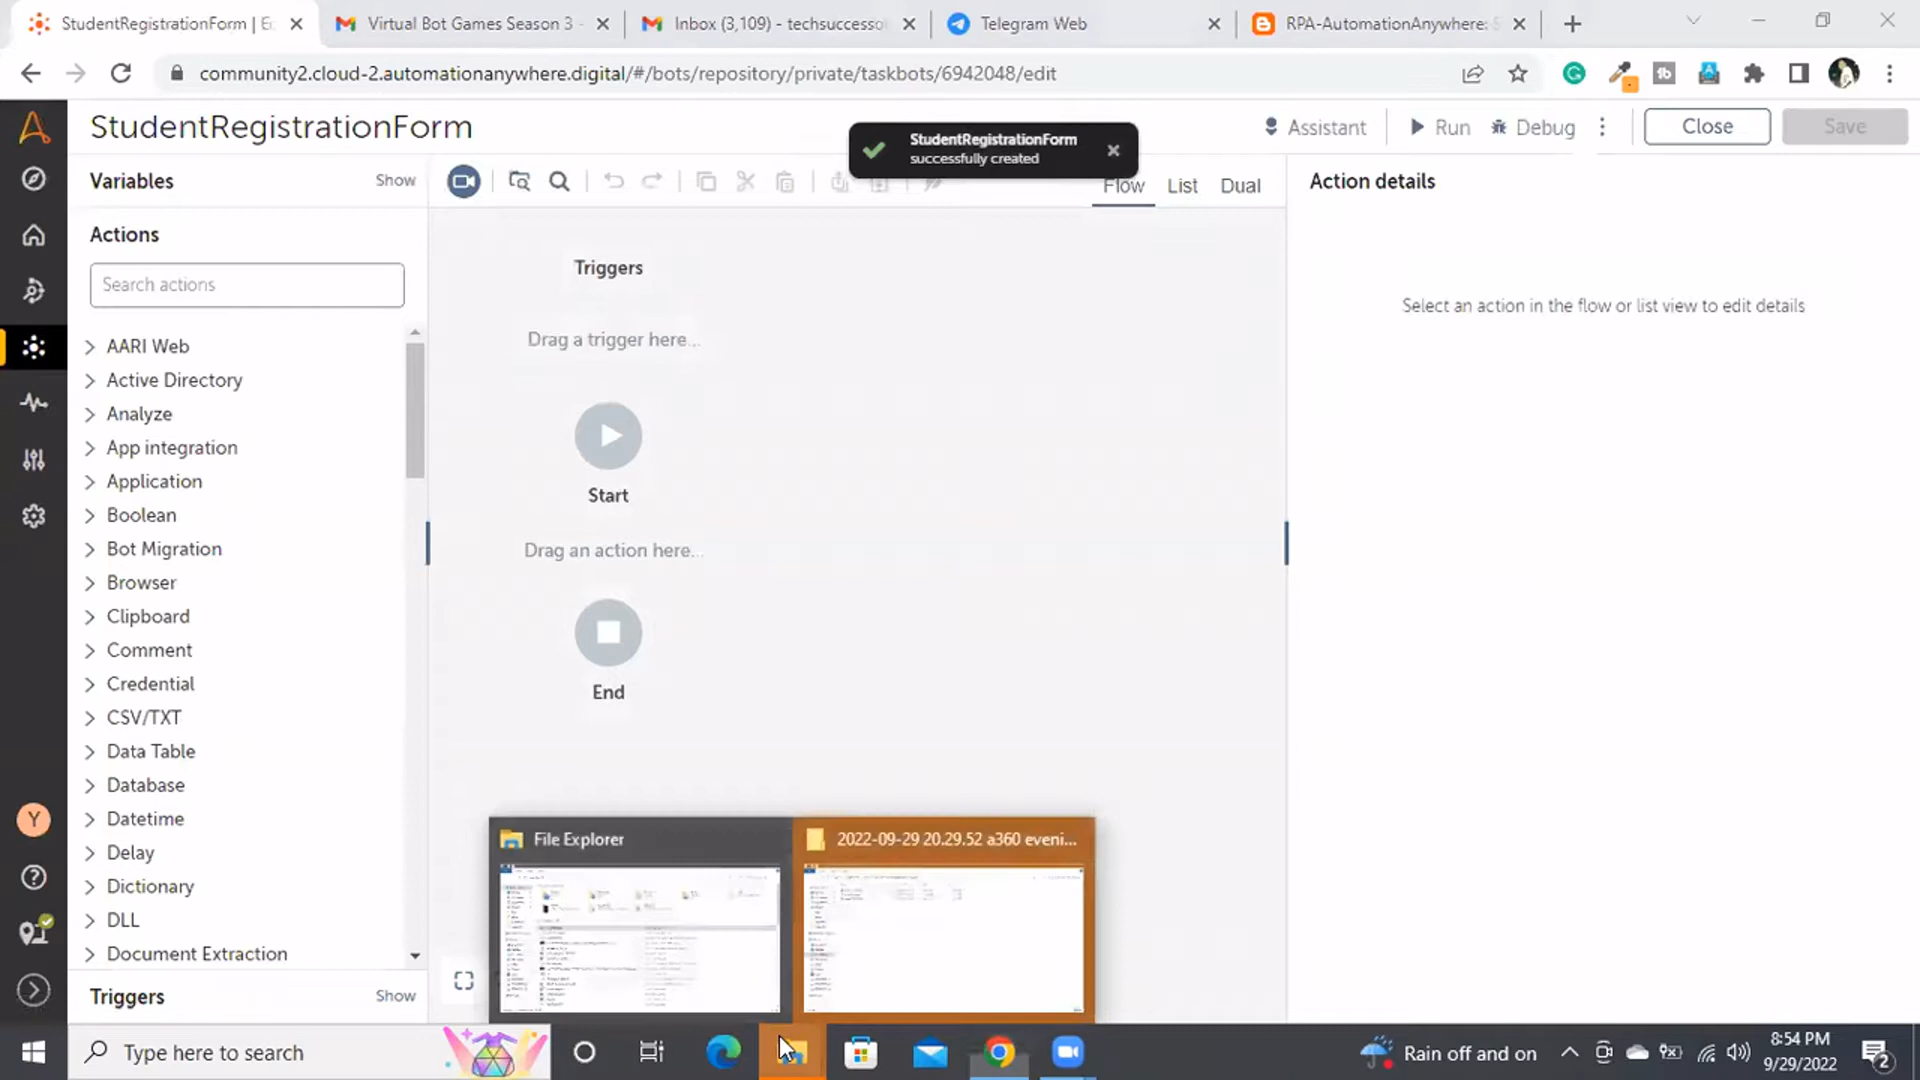 StudentRegistrationForm | Ec
Virtual Bot Games Season 3 -
Inbox (3,109) - techsuccesso
Telegram Web
RPA-AutomationAnywhere: S
community2.cloud-2.automationanywhere.digital/#/bots/repository/private/taskbots/6942048/edit
StudentRegistrationForm
Assistant
Run
Debug
Close
Save
StudentRegistrationForm
successfully created
Variables
Show
Flow
List
Dual
Action details
Actions
Search actions
Select an action in the flow or list view to edit details
AARI Web
Active Directory
Analyze
App integration
Application
Boolean
Bot Migration
Browser
Clipboard
Comment
Credential
CSV/TXT
Data Table
Database
Datetime
Delay
Dictionary
DLL
Document Extraction
Triggers
Show
Triggers
Drag a trigger here...
Start
Drag an action here...
End
Y
File Explorer
2022-09-29 20.29.52 a360 eveni...
Type here to search
Rain off and on
8:54 PM
9/29/2022
2